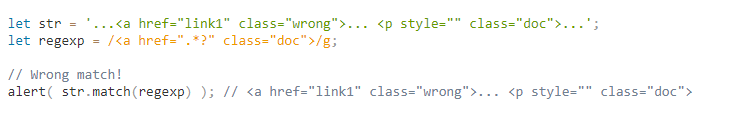 let str = '...<a href="link1" class="wrong">... <p style="" class="doc">...';
let regexp = /<a href=".*?" class="doc">/g;
// Wrong match!
alert( str.match(regexp) ); // <a href="link1" class="wrong">... <p style="" class="doc">